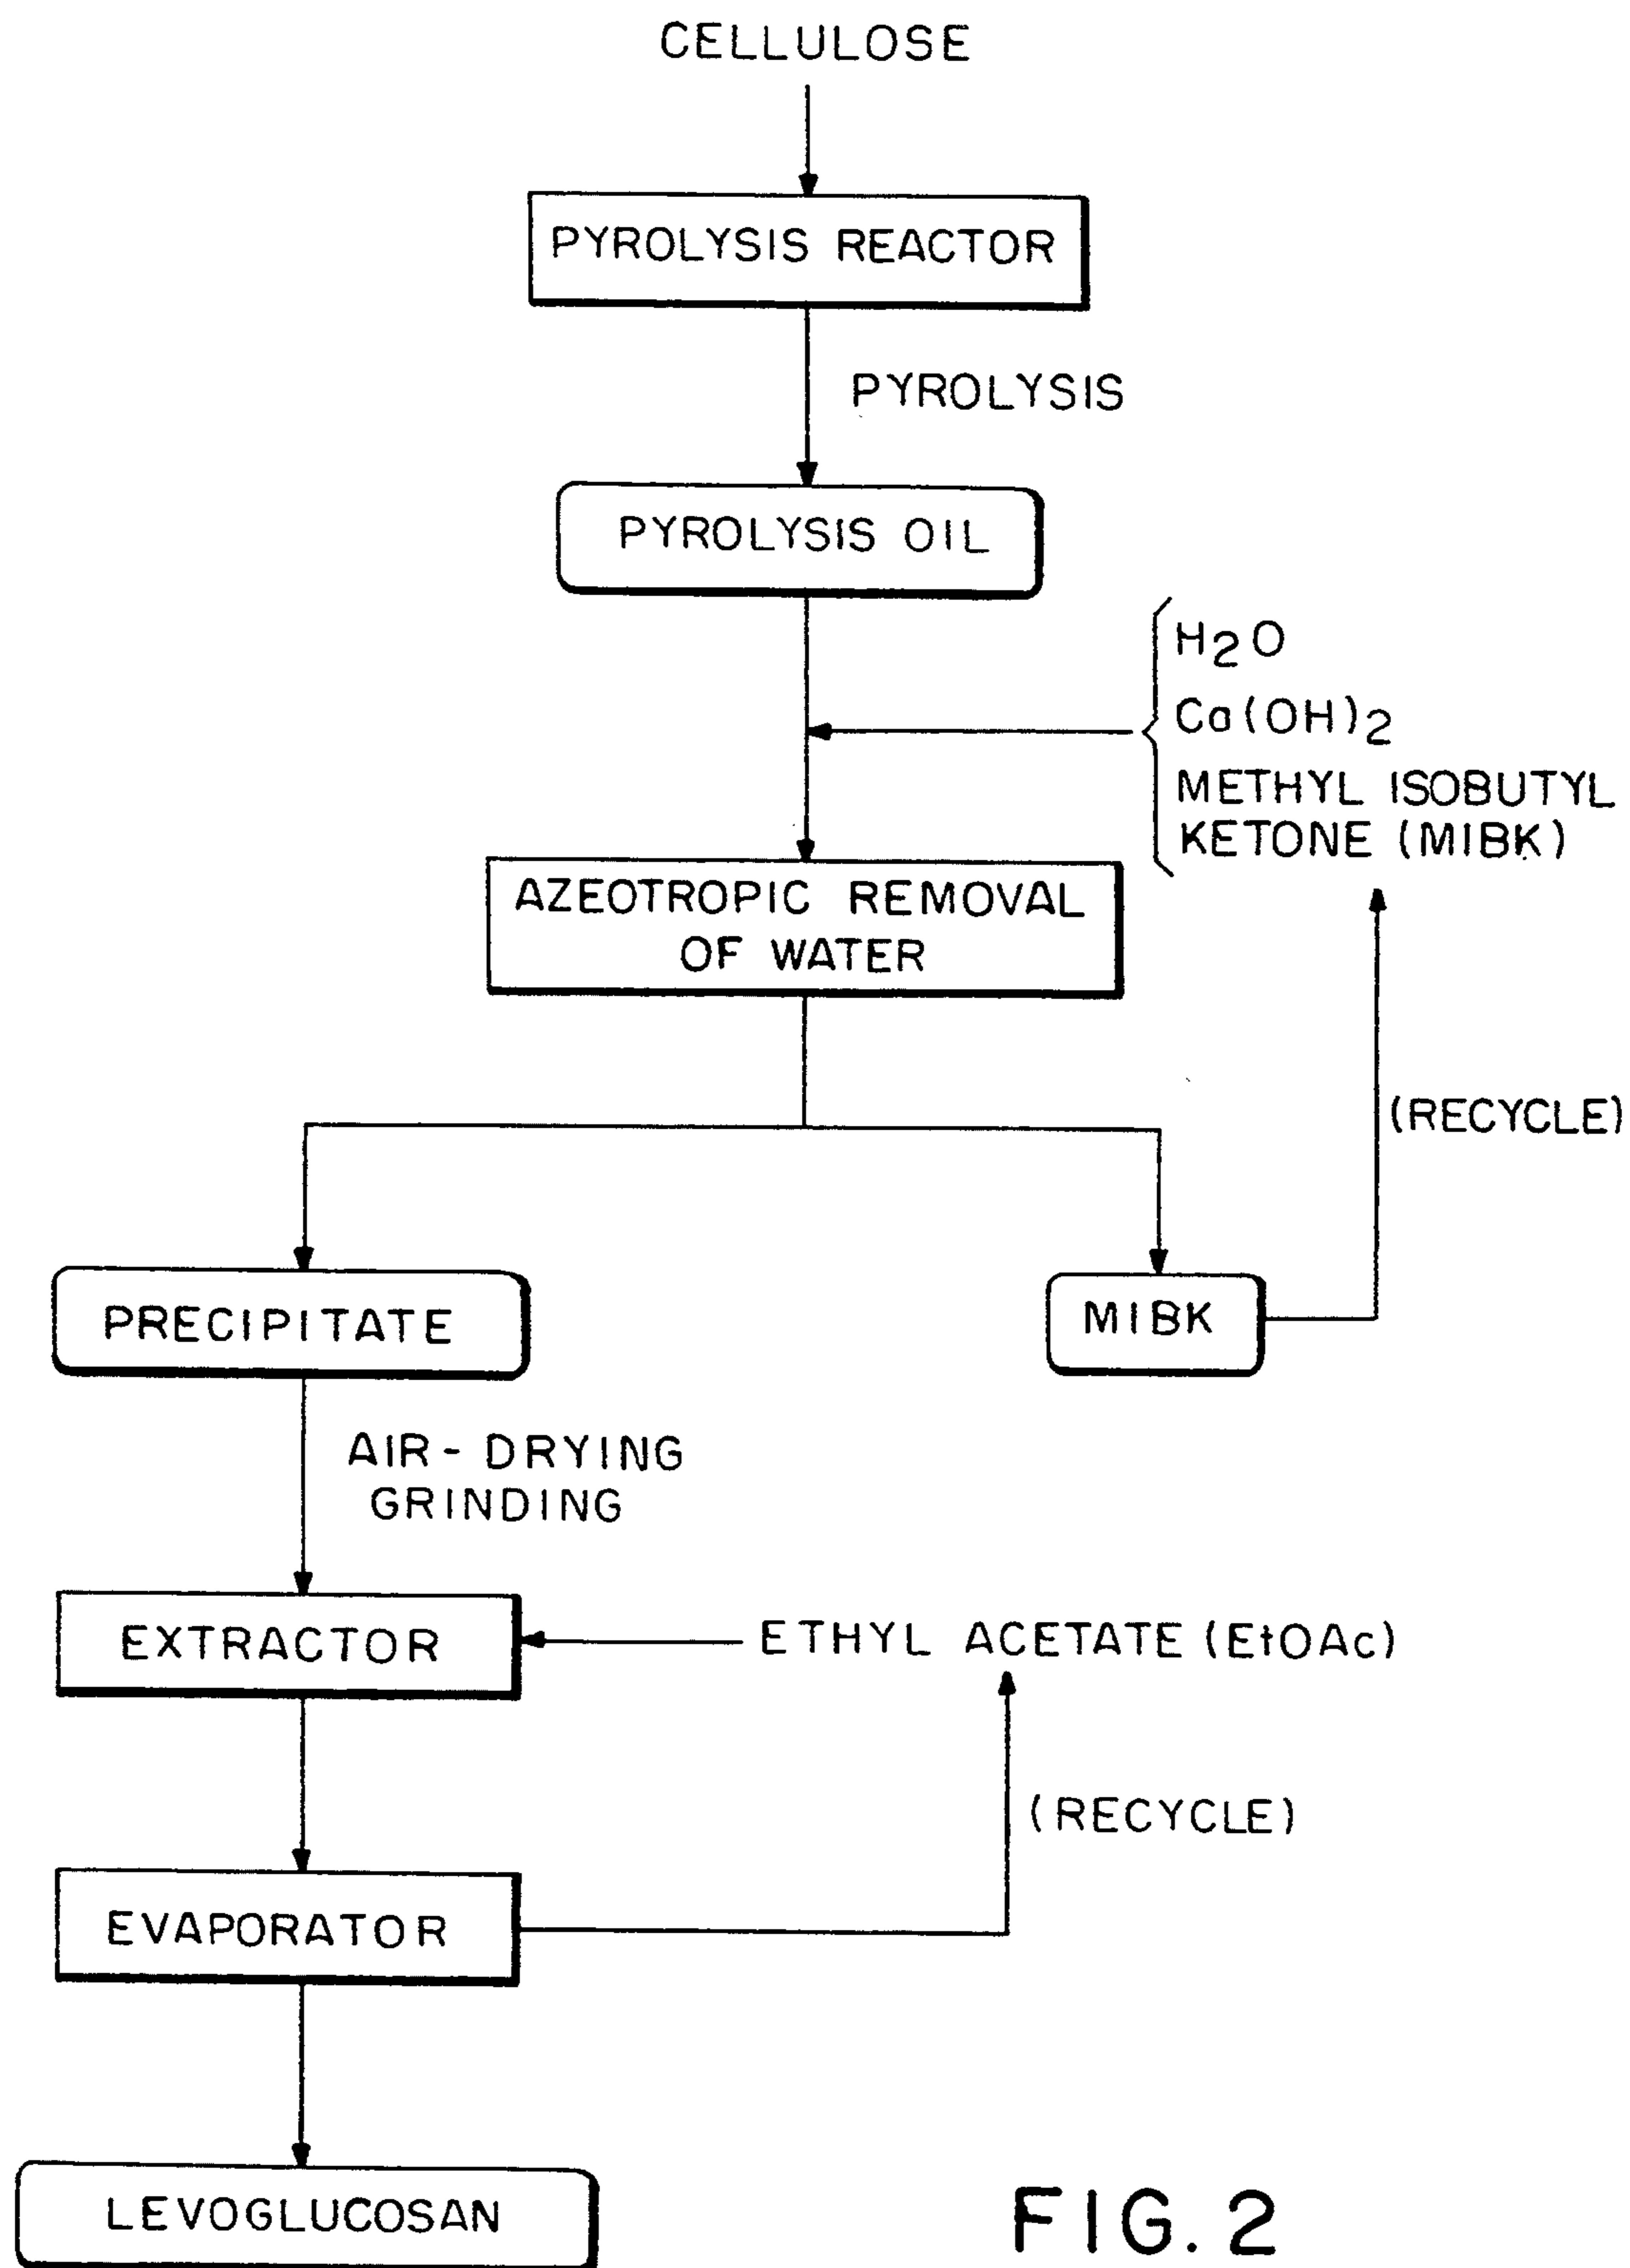 CELLULOSE
PYROLYSIS REACTOR
PYROLYSIS
PYROLYSIS OIL
H2O
Ca(OH)2
METHYL ISOBUTYL
KETONE (MIBK)
AZEOTROPIC REMOVAL
OF WATER
(RECYCLE)
PRECIPITATE
MIBK
AIR-DRYING
GRINDING
EXTRACTOR
ETHYL ACETATE (EtOAc)
(RECYCLE)
EVAPORATOR
LEVOGLUCOSAN
FIG. 2